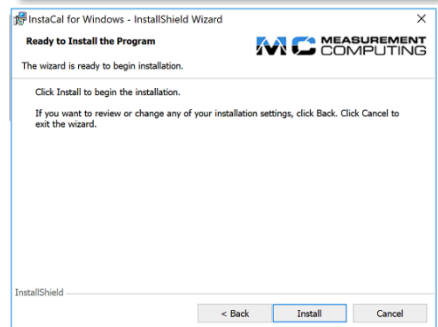 InstaCal for Windows - InstallShield Wizard
Ready to Install the Program
MEASUREMENT
COMPUTING
The wizard is ready to begin installation.
Click Install to begin the installation.
If you want to review or change any of your installation settings, click Back. Click Cancel to
exit the wizard.
InstallShield
< Back Install Cancel